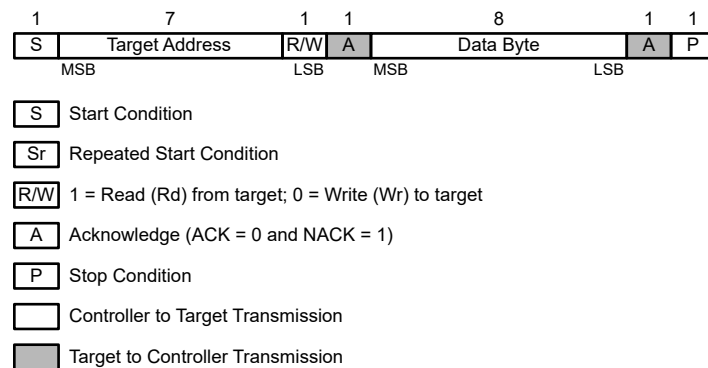 1 7 1 1 8 1 1
S Target Address R/W A Data Byte A P
MSB LSB MSB LSB
S Start Condition
Sr Repeated Start Condition
R/W 1 = Read (Rd) from target; 0 = Write (Wr) to target
A Acknowledge (ACK = 0 and NACK = 1)
P Stop Condition
Controller to Target Transmission
Target to Controller Transmission